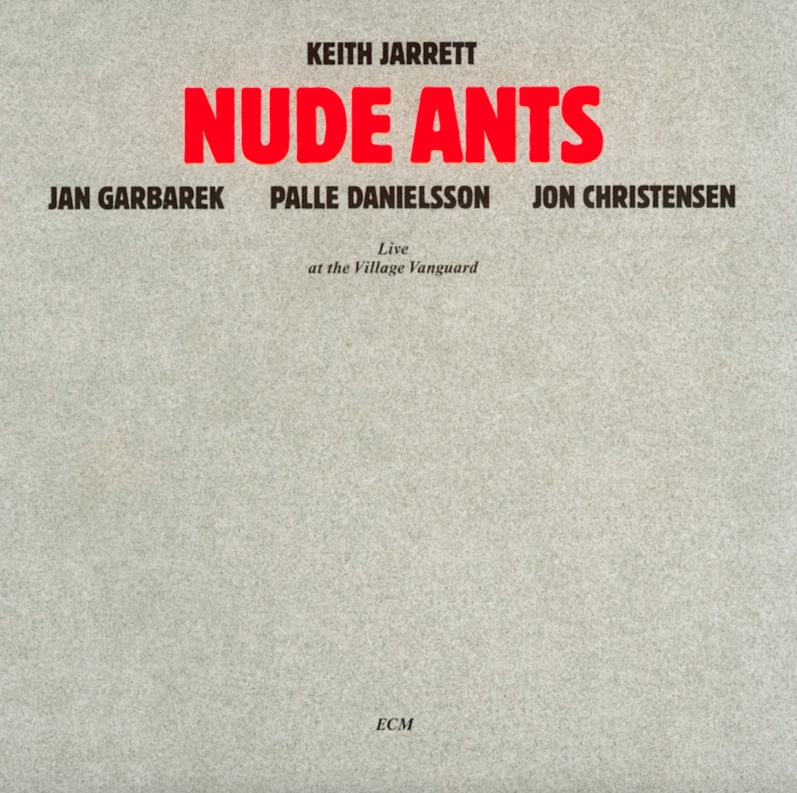 KEITH JARRETT
NUDE ANTS
JAN GARBAREK PALLE DANIELSSON JON CHRISTENSEN
Live
at the Village Vanguard
ECM